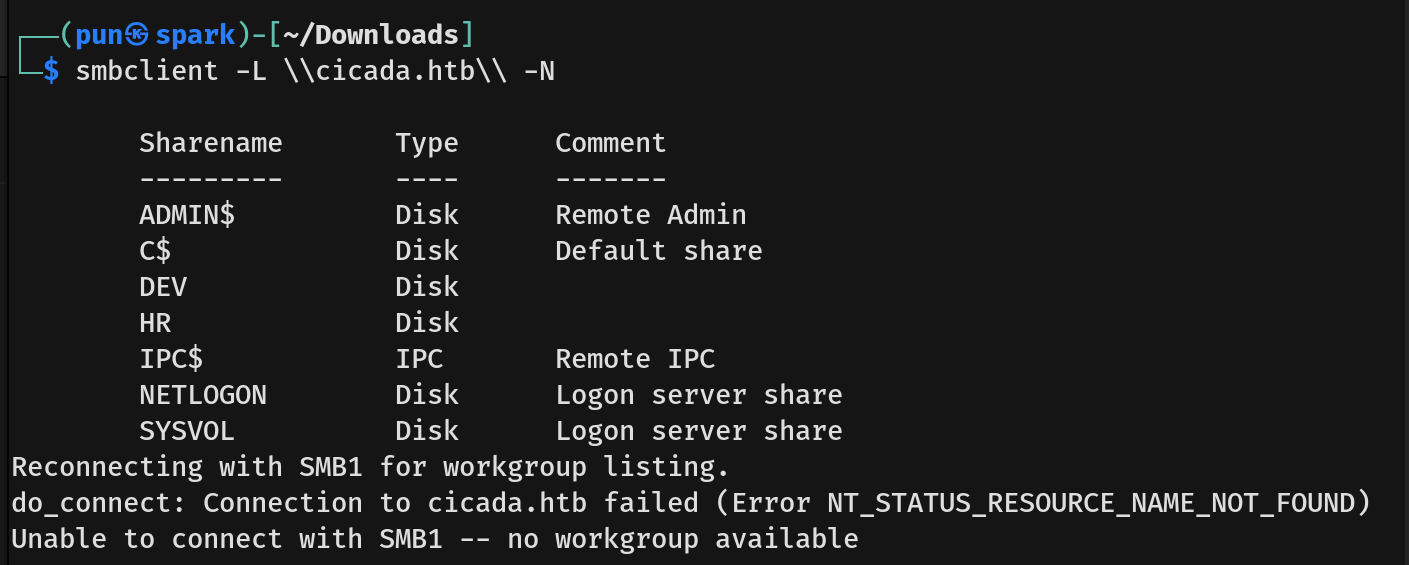 ┌──(pun㉿spark)-[~/Downloads]
└─$ smbclient -L \\cicada.htb\\ -N
Sharename       Type      Comment
---------       ----      -------
ADMIN$          Disk      Remote Admin
C$              Disk      Default share
DEV             Disk
HR              Disk
IPC$            IPC       Remote IPC
NETLOGON        Disk      Logon server share
SYSVOL          Disk      Logon server share
Reconnecting with SMB1 for workgroup listing.
do_connect: Connection to cicada.htb failed (Error NT_STATUS_RESOURCE_NAME_NOT_FOUND)
Unable to connect with SMB1 -- no workgroup available